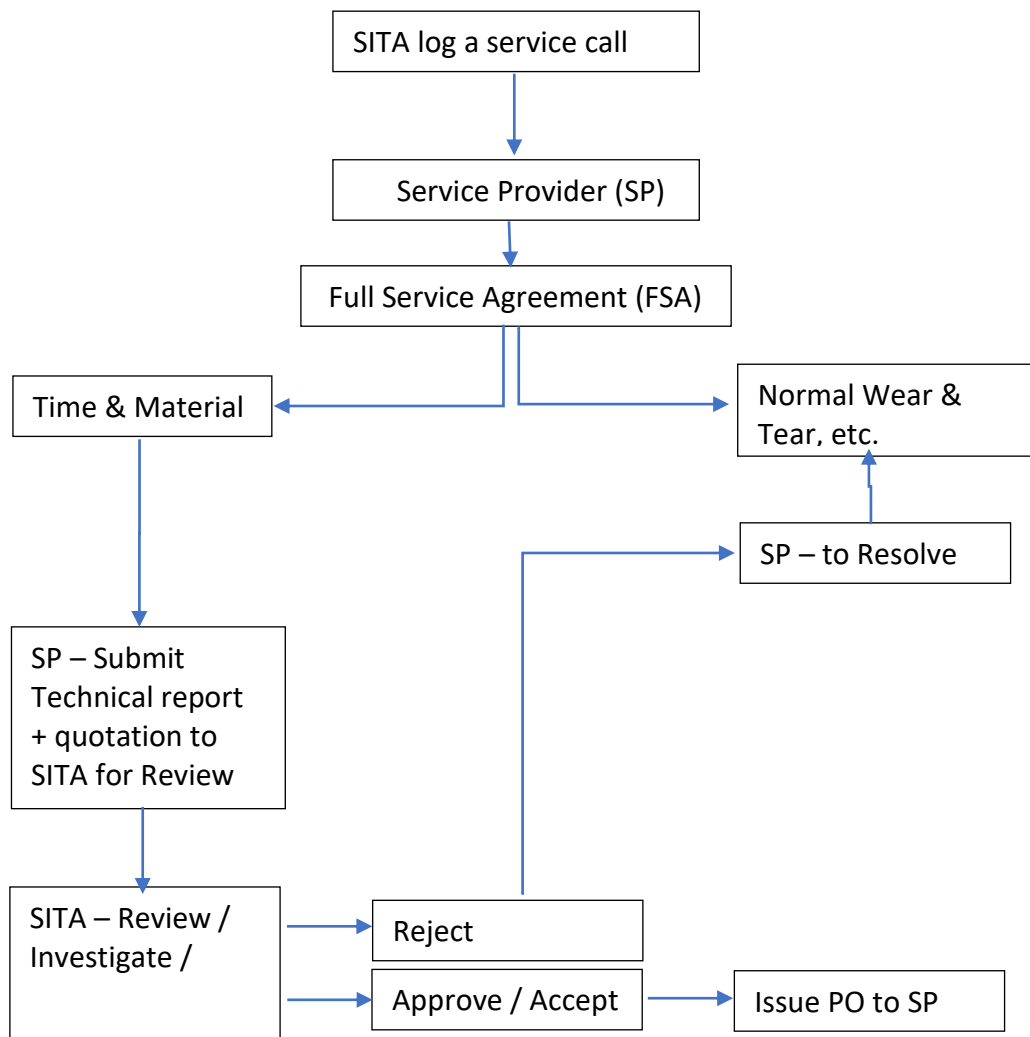 SITA log a service call
Service Provider (SP)
Full Service Agreement (FSA)
Time & Material
Normal Wear &
Tear, etc.
SP – to Resolve
SP – Submit
Technical report
+ quotation to
SITA for Review
SITA – Review /
Investigate /
Reject
Approve / Accept
Issue PO to SP